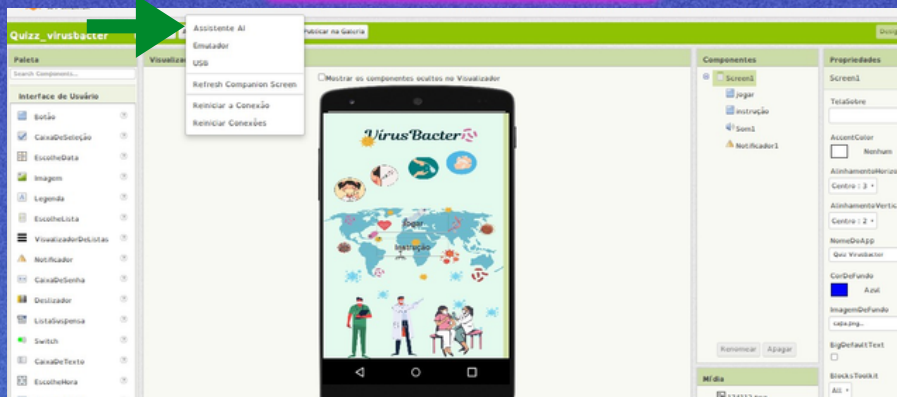 Quizz_virusbacter
Publicar na Galeria
Assistente AI
Emulador
USB
Refresh Companion Screen
Reiniciar a Conexão
Reiniciar Conexões
Paleta
Search Components...
Interface de Usuário
Botão
CaixaDeSeleção
EscolheData
Imagem
Legenda
EscolheLista
VisualizadorDeListas
Notificador
CaixaDeSenha
Deslizador
ListaSuspensa
Switch
CaixaDeTexto
EscolheHora
Mostrar os componentes ocultos no Visualizador
VirusBacter
Jogar
Instrução
Componentes
Screen1
jogar
instrução
Som1
Notificador1
Renomear Apagar
Mídia
Propriedades
Screen1
TelaSobre
AccentColor
Nenhum
Centro : 3
Centro : 2
NomeDoApp
Quiz Virusbacter
CorDeFundo
Azul
ImagemDeFundo
capa.png...
BigDefaultText
BlocksToolkit
All